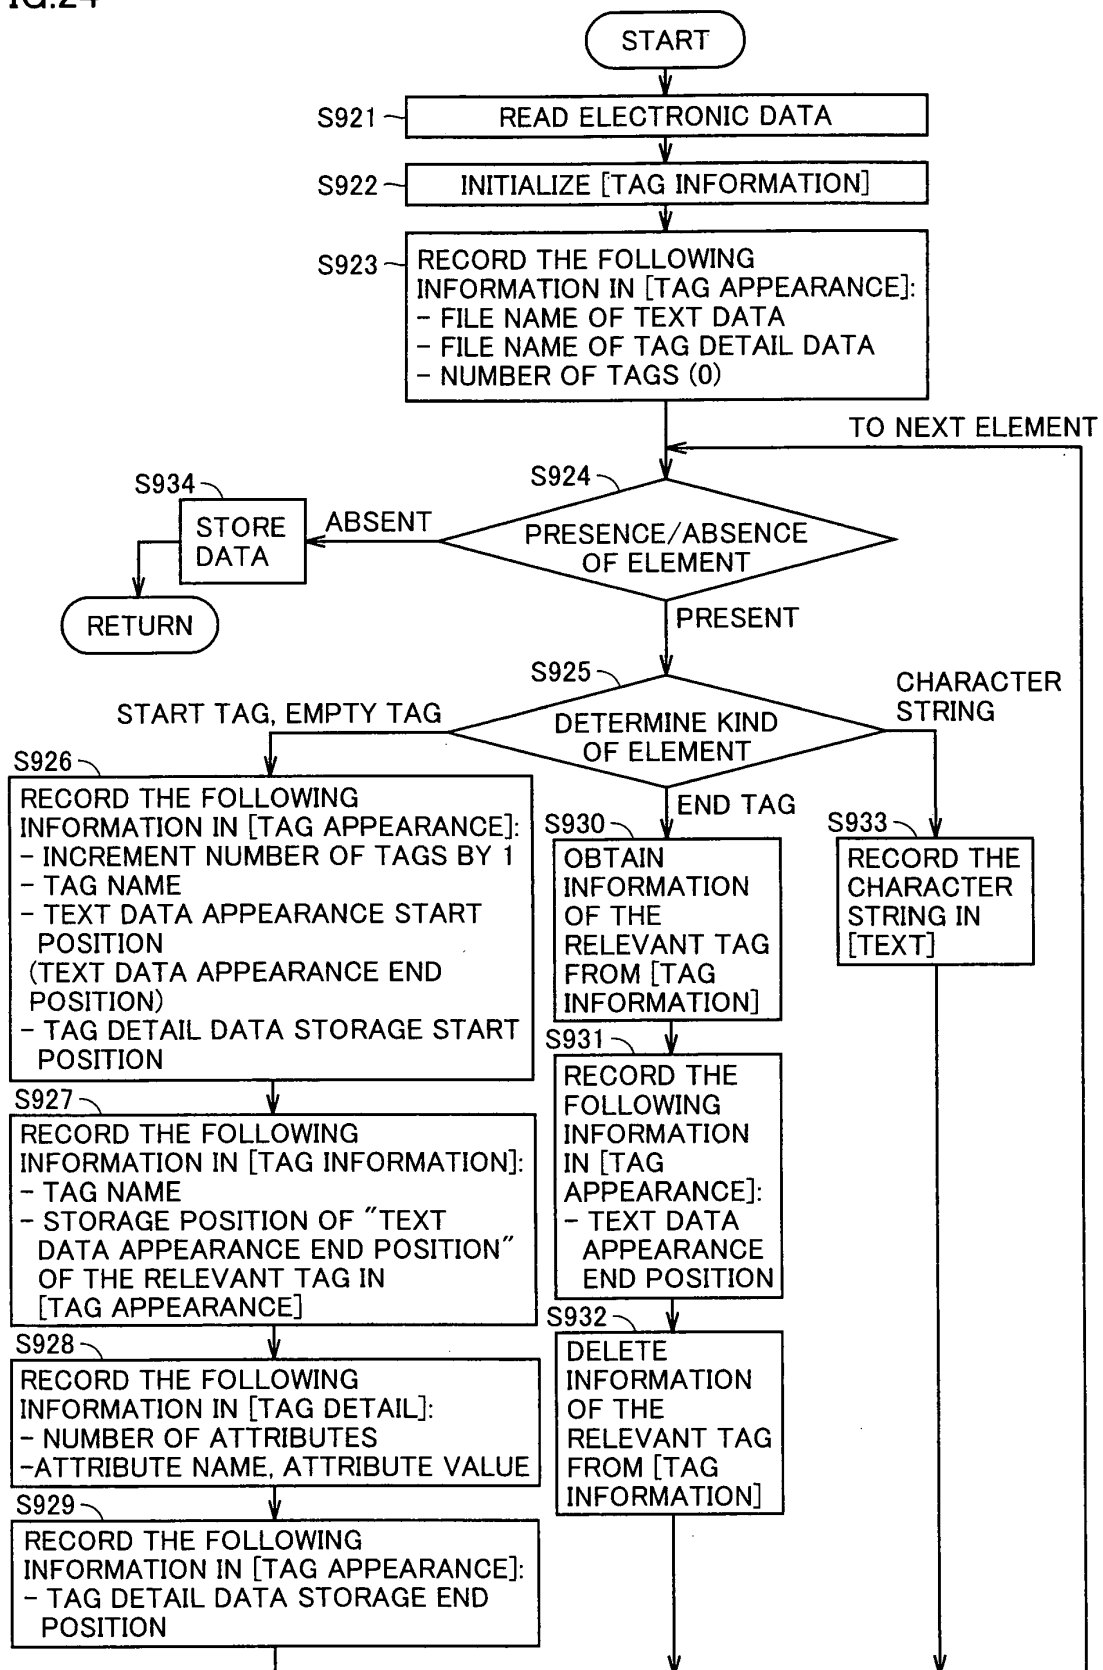 IG.24
START
S921
READ ELECTRONIC DATA
S922
INITIALIZE [TAG INFORMATION]
S923
RECORD THE FOLLOWING
INFORMATION IN [TAG APPEARANCE]:
- FILE NAME OF TEXT DATA
- FILE NAME OF TAG DETAIL DATA
- NUMBER OF TAGS (0)
TO NEXT ELEMENT
S924
PRESENCE/ABSENCE
OF ELEMENT
ABSENT
S934
STORE
DATA
RETURN
PRESENT
S925
DETERMINE KIND
OF ELEMENT
START TAG, EMPTY TAG
CHARACTER
STRING
END TAG
S926
RECORD THE FOLLOWING
INFORMATION IN [TAG APPEARANCE]:
- INCREMENT NUMBER OF TAGS BY 1
- TAG NAME
- TEXT DATA APPEARANCE START
POSITION
(TEXT DATA APPEARANCE END
POSITION)
- TAG DETAIL DATA STORAGE START
POSITION
S927
RECORD THE FOLLOWING
INFORMATION IN [TAG INFORMATION]:
- TAG NAME
- STORAGE POSITION OF "TEXT
DATA APPEARANCE END POSITION"
OF THE RELEVANT TAG IN
[TAG APPEARANCE]
S928
RECORD THE FOLLOWING
INFORMATION IN [TAG DETAIL]:
- NUMBER OF ATTRIBUTES
-ATTRIBUTE NAME, ATTRIBUTE VALUE
S929
RECORD THE FOLLOWING
INFORMATION IN [TAG APPEARANCE]:
- TAG DETAIL DATA STORAGE END
POSITION
S930
OBTAIN
INFORMATION
OF THE
RELEVANT TAG
FROM [TAG
INFORMATION]
S931
RECORD THE
FOLLOWING
INFORMATION
IN [TAG
APPEARANCE]:
- TEXT DATA
APPEARANCE
END POSITION
S932
DELETE
INFORMATION
OF THE
RELEVANT TAG
FROM [TAG
INFORMATION]
S933
RECORD THE
CHARACTER
STRING IN
[TEXT]